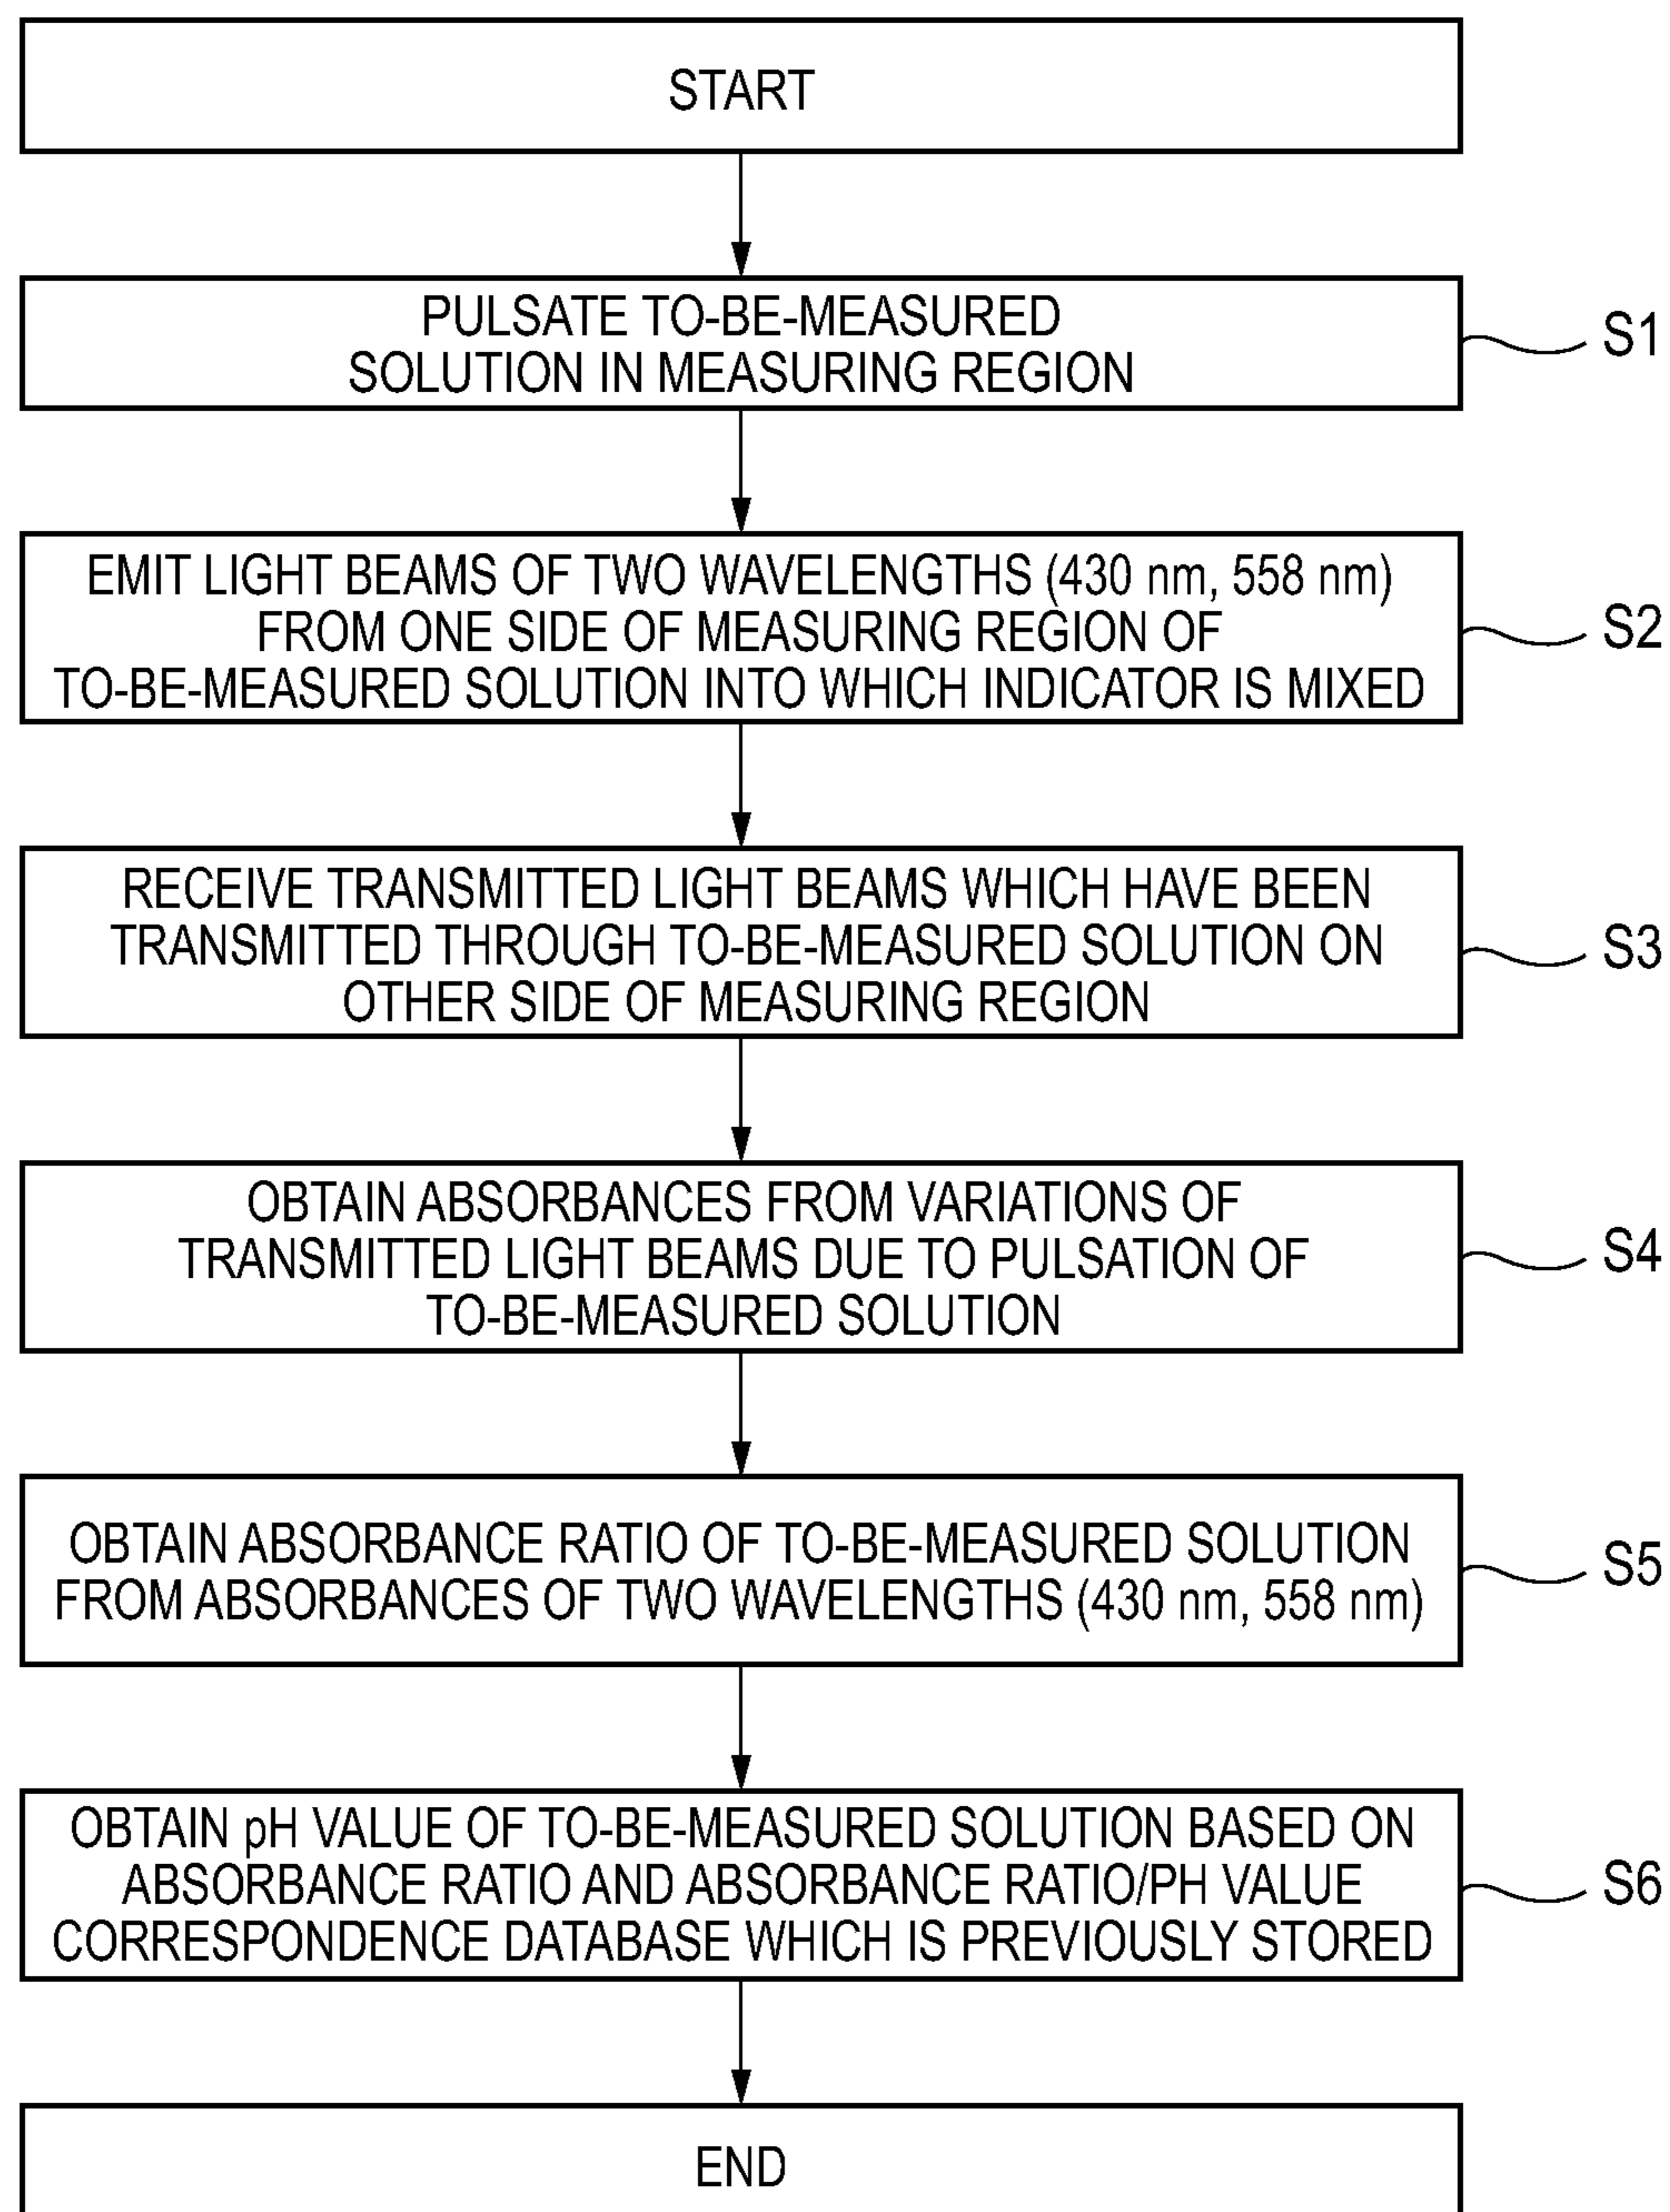 START
PULSATE TO-BE-MEASURED
SOLUTION IN MEASURING REGION
S1
EMIT LIGHT BEAMS OF TWO WAVELENGTHS (430 nm, 558 nm)
FROM ONE SIDE OF MEASURING REGION OF
TO-BE-MEASURED SOLUTION INTO WHICH INDICATOR IS MIXED
S2
RECEIVE TRANSMITTED LIGHT BEAMS WHICH HAVE BEEN
TRANSMITTED THROUGH TO-BE-MEASURED SOLUTION ON
OTHER SIDE OF MEASURING REGION
S3
OBTAIN ABSORBANCES FROM VARIATIONS OF
TRANSMITTED LIGHT BEAMS DUE TO PULSATION OF
TO-BE-MEASURED SOLUTION
S4
OBTAIN ABSORBANCE RATIO OF TO-BE-MEASURED SOLUTION
FROM ABSORBANCES OF TWO WAVELENGTHS (430 nm, 558 nm)
S5
OBTAIN pH VALUE OF TO-BE-MEASURED SOLUTION BASED ON
ABSORBANCE RATIO AND ABSORBANCE RATIO/PH VALUE
CORRESPONDENCE DATABASE WHICH IS PREVIOUSLY STORED
S6
END